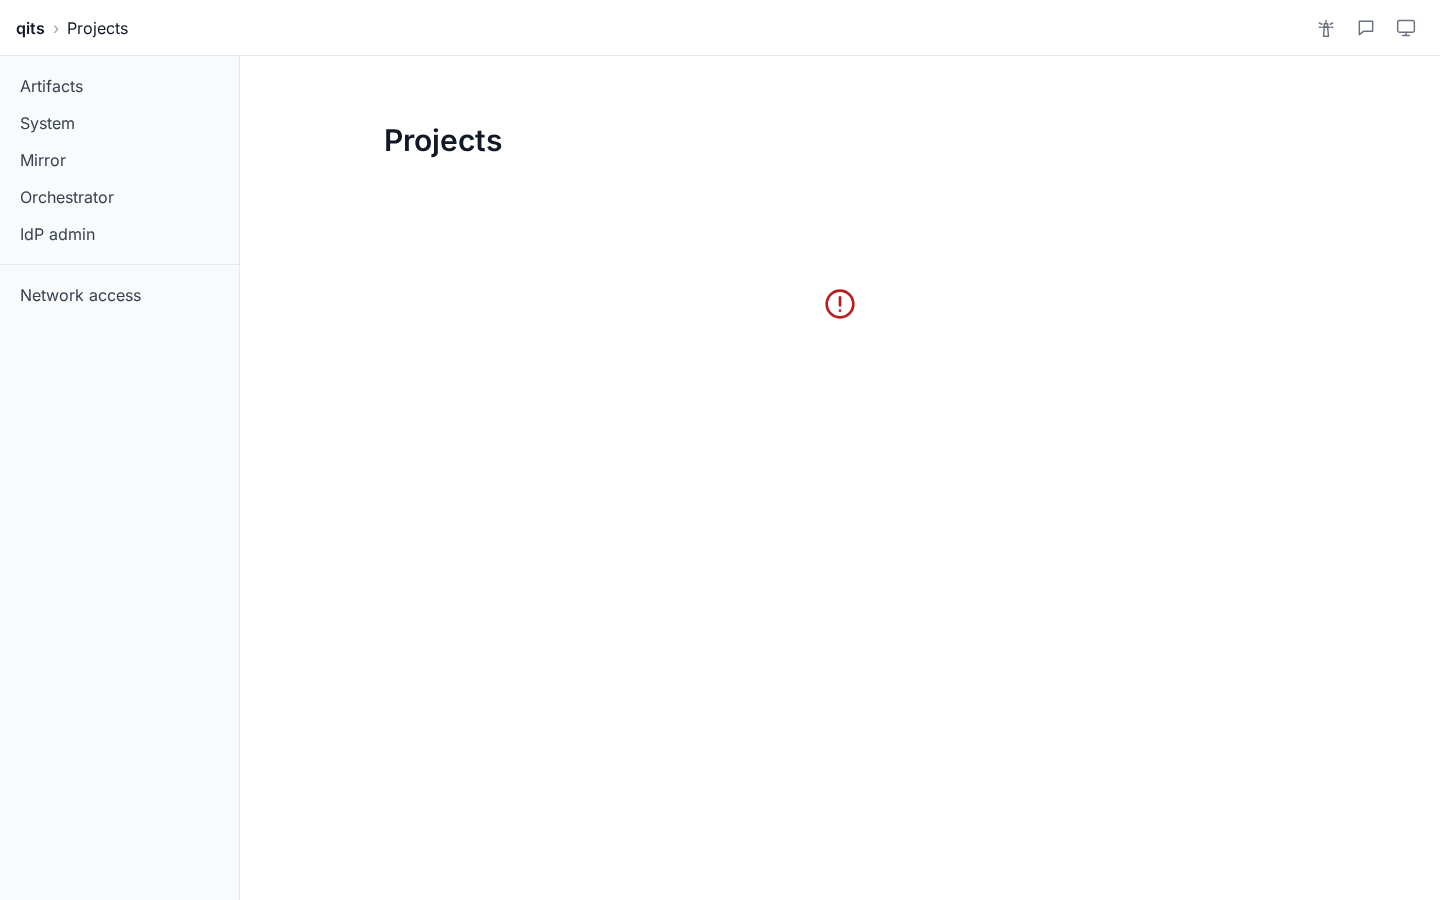 qits › Projects
Artifacts
System
Mirror
Orchestrator
IdP admin
Network access
Projects